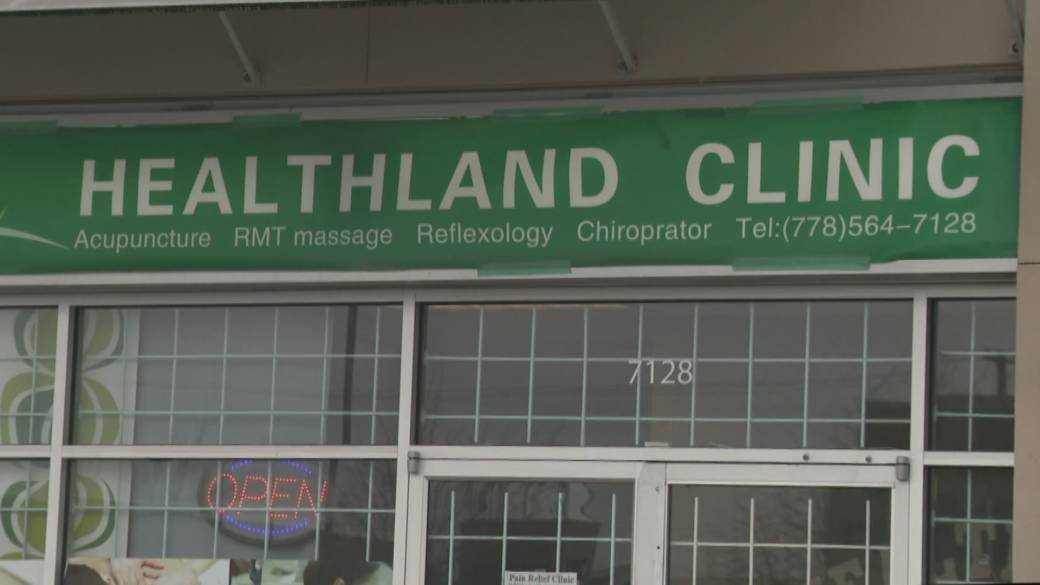 HEALTHLAND CLINIC
Acupuncture RMT massage Reflexology Chiroprator Tel:(778)564-7128
7128
OPEN
Pain Relief Clinic